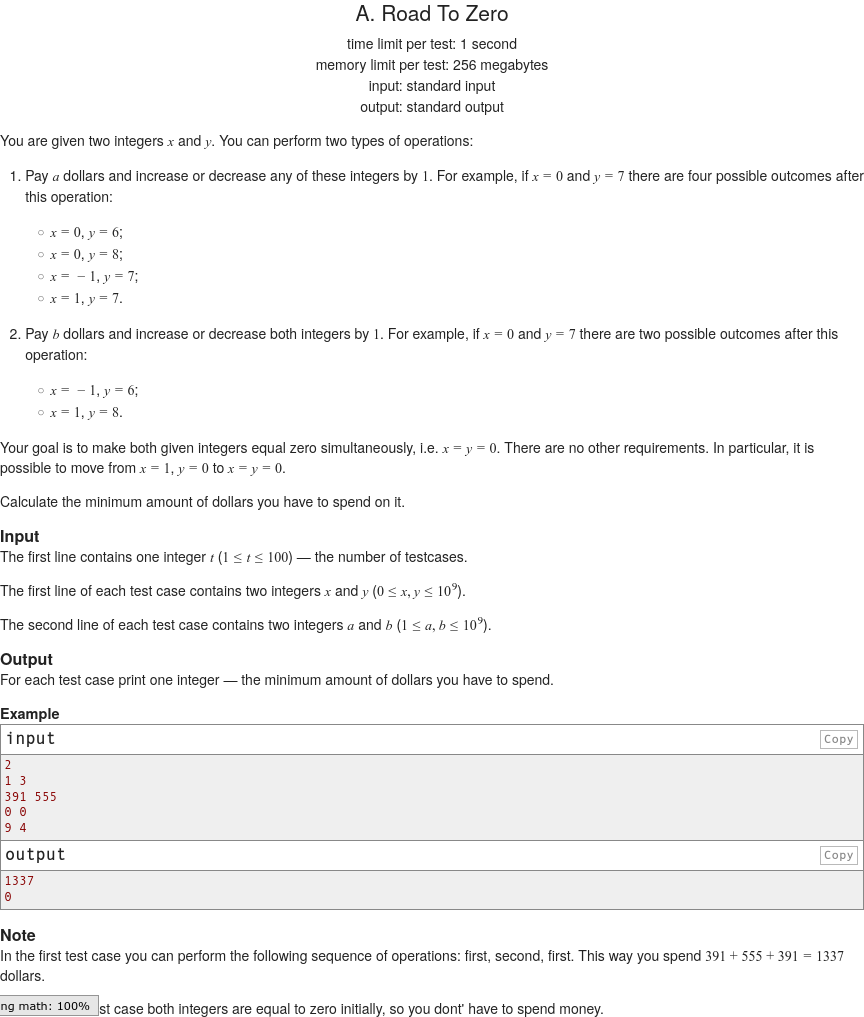 A. Road To Zero
time limit per test: 1 second
memory limit per test: 256 megabytes
input: standard input
output: standard output
You are given two integers x and y. You can perform two types of operations:
1. Pay a dollars and increase or decrease any of these integers by 1. For example, if x = 0 and y = 7 there are four possible outcomes after
this operation:
○ x = 0, y = 6;
○ x = 0, y = 8;
○ x = − 1, y = 7;
○ x = 1, y = 7.
2. Pay b dollars and increase or decrease both integers by 1. For example, if x = 0 and y = 7 there are two possible outcomes after this
operation:
○ x = − 1, y = 6;
○ x = 1, y = 8.
Your goal is to make both given integers equal zero simultaneously, i.e. x = y = 0. There are no other requirements. In particular, it is
possible to move from x = 1, y = 0 to x = y = 0.
Calculate the minimum amount of dollars you have to spend on it.
Input
The first line contains one integer t (1 ≤ t ≤ 100) — the number of testcases.
The first line of each test case contains two integers x and y (0 ≤ x, y ≤ 10⁹).
The second line of each test case contains two integers a and b (1 ≤ a, b ≤ 10⁹).
Output
For each test case print one integer — the minimum amount of dollars you have to spend.
Example
input Copy
2
1 3
391 555
0 0
9 4
output Copy
1337
0
Note
In the first test case you can perform the following sequence of operations: first, second, first. This way you spend 391 + 555 + 391 = 1337
dollars.
ng math: 100% st case both integers are equal to zero initially, so you dont' have to spend money.